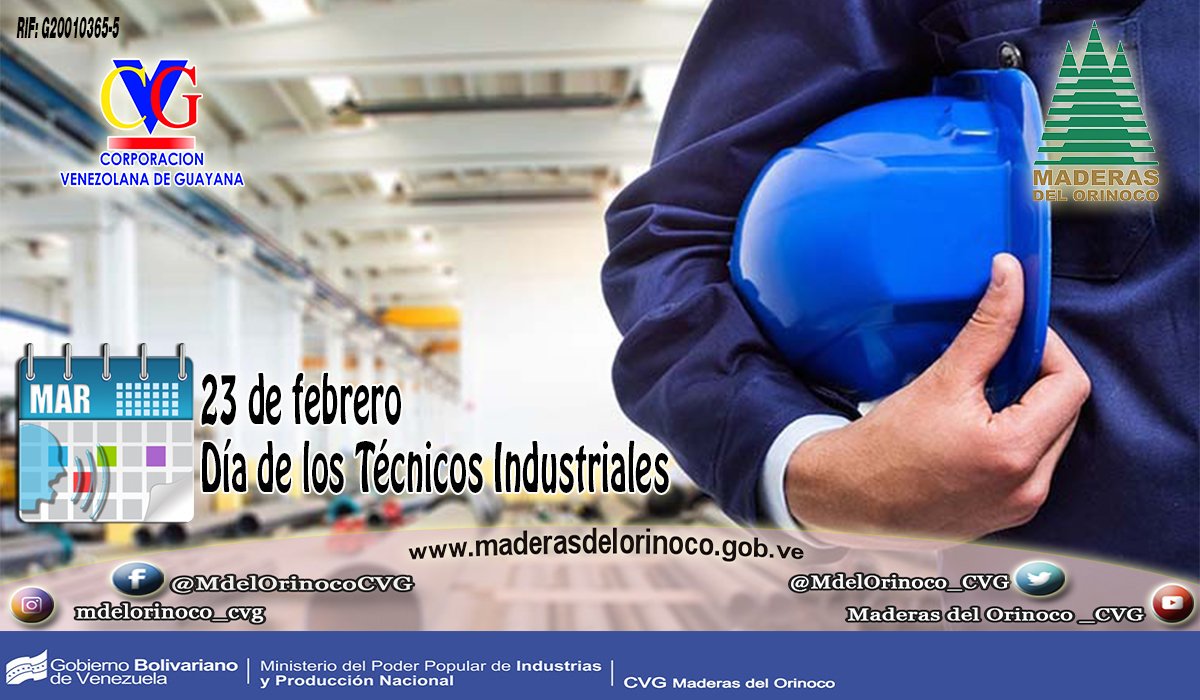 RIF: G20010365-5
CVG
CORPORACION
VENEZOLANA DE GUAYANA
MADERAS
DEL ORINOCO
MAR
23 de febrero
Día de los Técnicos Industriales
www.maderasdelorinoco.gob.ve
@MdelOrinocoCVG
mdelorinoco_cvg
@MdelOrinoco_CVG
Maderas del Orinoco _CVG
Gobierno Bolivariano
de Venezuela
Ministerio del Poder Popular de Industrias
y Producción Nacional
CVG Maderas del Orinoco